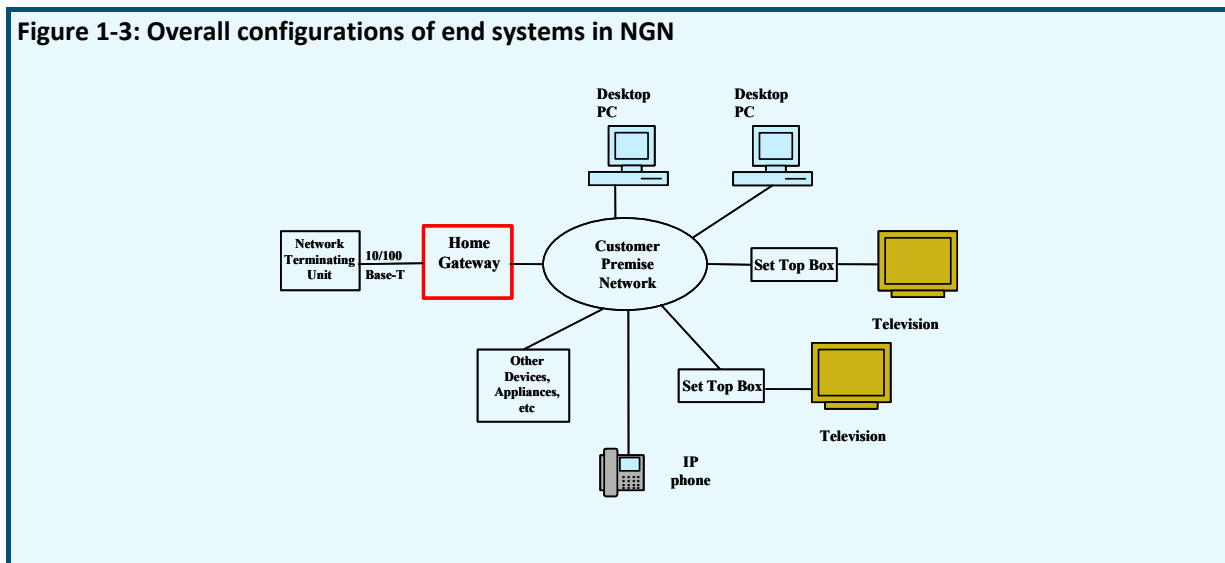 Figure 1-3: Overall configurations of end systems in NGN
Desktop
PC
Desktop
PC
Network
Terminating
Unit
10/100
Base-T
Home
Gateway
Customer
Premise
Network
Set Top Box
Television
Other
Devices,
Appliances,
etc
Set Top Box
Television
IP
phone